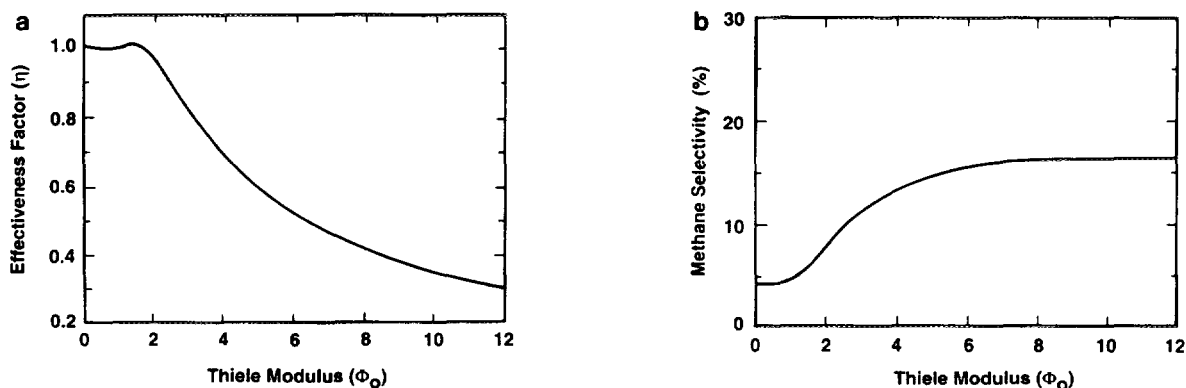 a
1.0
0.8
0.6
0.4
0.2
Effectiveness Factor (η)
0 2 4 6 8 10 12
Thiele Modulus (Φo)
b
30
20
10
0
Methane Selectivity (%)
0 2 4 6 8 10 12
Thiele Modulus (Φo)